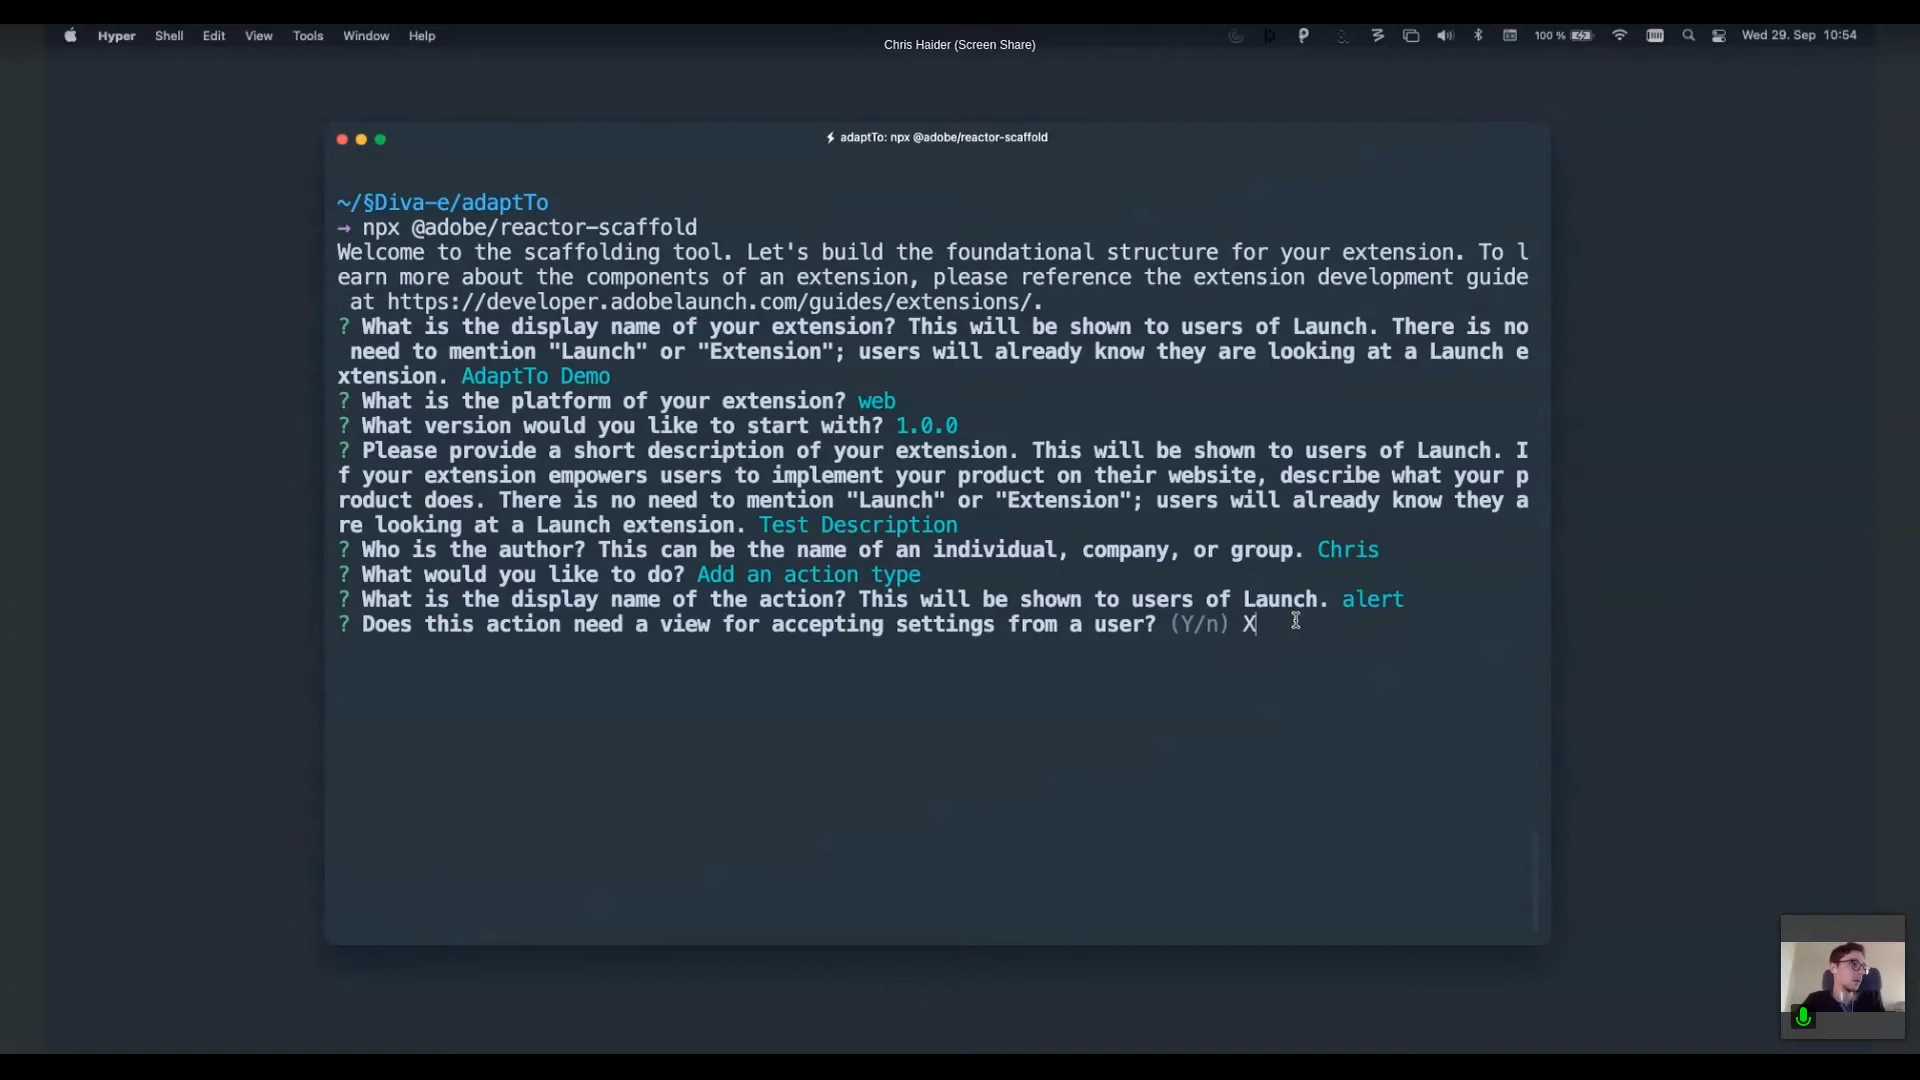 Hyper Shell Edit View Tools Window Help
Chris Haider (Screen Share)
100 % Wed 29. Sep 10:54
adaptTo: npx @adobe/reactor-scaffold
~/§Diva-e/adaptTo
→ npx @adobe/reactor-scaffold
Welcome to the scaffolding tool. Let's build the foundational structure for your extension. To l
earn more about the components of an extension, please reference the extension development guide
at https://developer.adobelaunch.com/guides/extensions/.
? What is the display name of your extension? This will be shown to users of Launch. There is no
need to mention "Launch" or "Extension"; users will already know they are looking at a Launch e
xtension. AdaptTo Demo
? What is the platform of your extension? web
? What version would you like to start with? 1.0.0
? Please provide a short description of your extension. This will be shown to users of Launch. I
f your extension empowers users to implement your product on their website, describe what your p
roduct does. There is no need to mention "Launch" or "Extension"; users will already know they a
re looking at a Launch extension. Test Description
? Who is the author? This can be the name of an individual, company, or group. Chris
? What would you like to do? Add an action type
? What is the display name of the action? This will be shown to users of Launch. alert
? Does this action need a view for accepting settings from a user? (Y/n) X